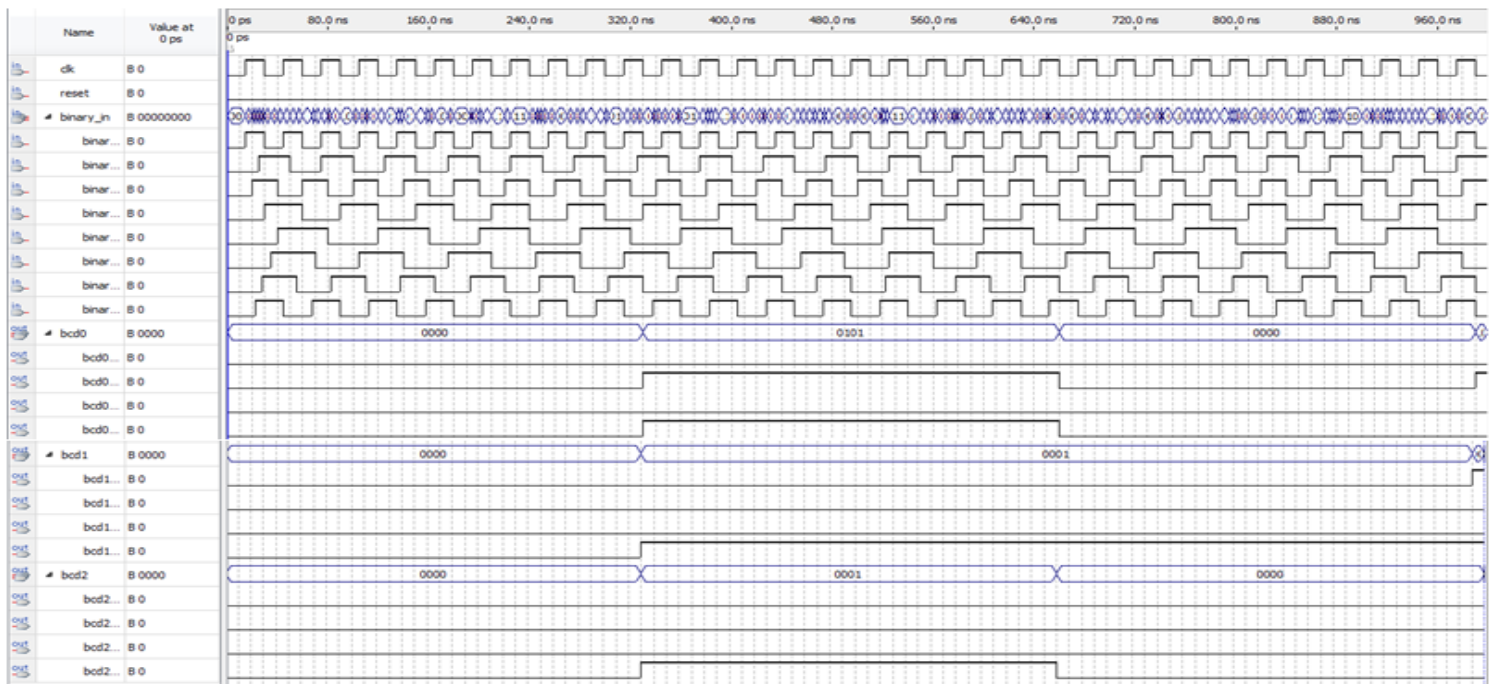 Name Value at 0 ps
0 ps 80.0 ns 160.0 ns 240.0 ns 320.0 ns 400.0 ns 480.0 ns 560.0 ns 640.0 ns 720.0 ns 800.0 ns 880.0 ns 960.0 ns
0 ps
clk B 0
reset B 0
binary_in B 00000000
binar... B 0
binar... B 0
binar... B 0
binar... B 0
binar... B 0
binar... B 0
binar... B 0
binar... B 0
bcd0 B 0000 0000 0101 0000
bcd0... B 0
bcd0... B 0
bcd0... B 0
bcd0... B 0
bcd1 B 0000 0000 0001
bcd1... B 0
bcd1... B 0
bcd1... B 0
bcd1... B 0
bcd2 B 0000 0000 0001 0000
bcd2... B 0
bcd2... B 0
bcd2... B 0
bcd2... B 0